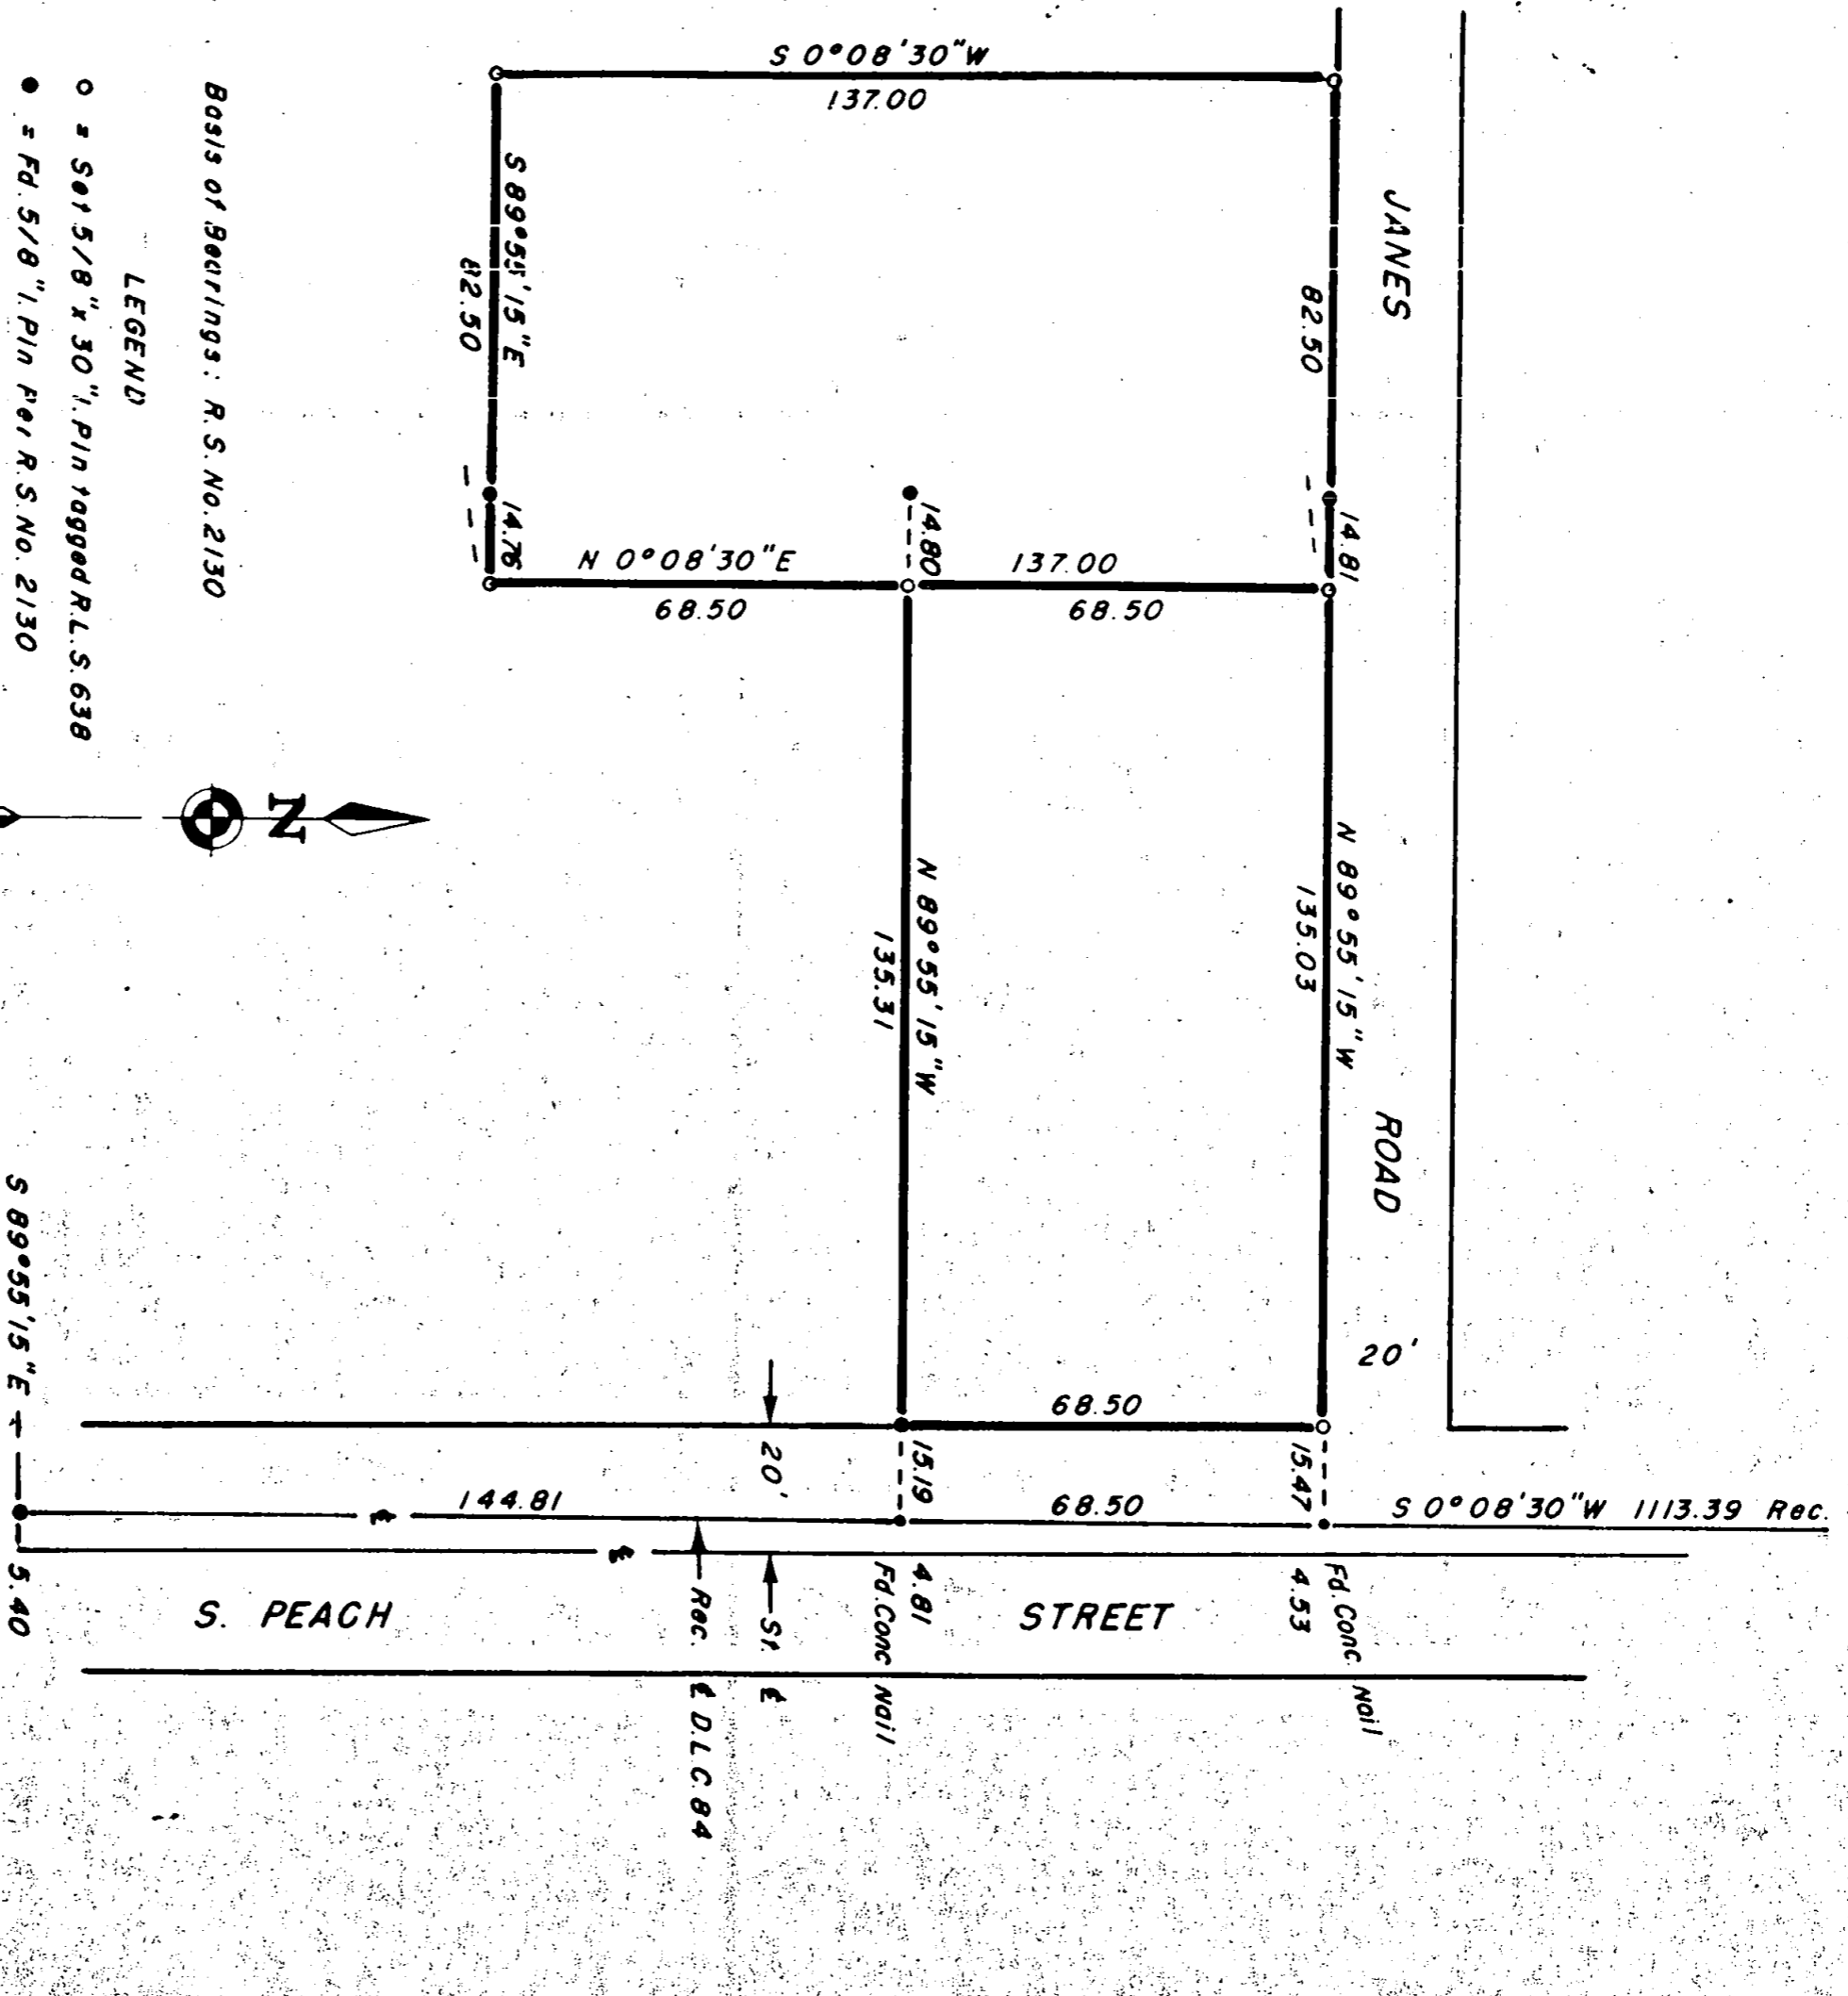 S 0°08'30"W
137.00
JANES
ROAD
20'
82.50
14.81
N 89°55'15"W
135.03
S 89°55'15"E
82.50
14.76
14.80
N 0°08'30"E
137.00
68.50
68.50
N 89°55'15"W
135.31
68.50
15.47
15.19
20'
144.81
68.50
S 0°08'30"W 1113.39 Rec.
Fd. Conc. Nail
4.53
4.81
Fd. Conc Nail
St. ℄
Rec. ℄ D.L.C. 84
S. PEACH
STREET
S 89°55'15"E
5.40
N
Basis of Bearings: R.S. No. 2130
LEGEND
○ = Set 5/8" x 30" I. Pin tagged R.L.S. 638
● = Fd. 5/8" I. Pin Per R.S. No. 2130